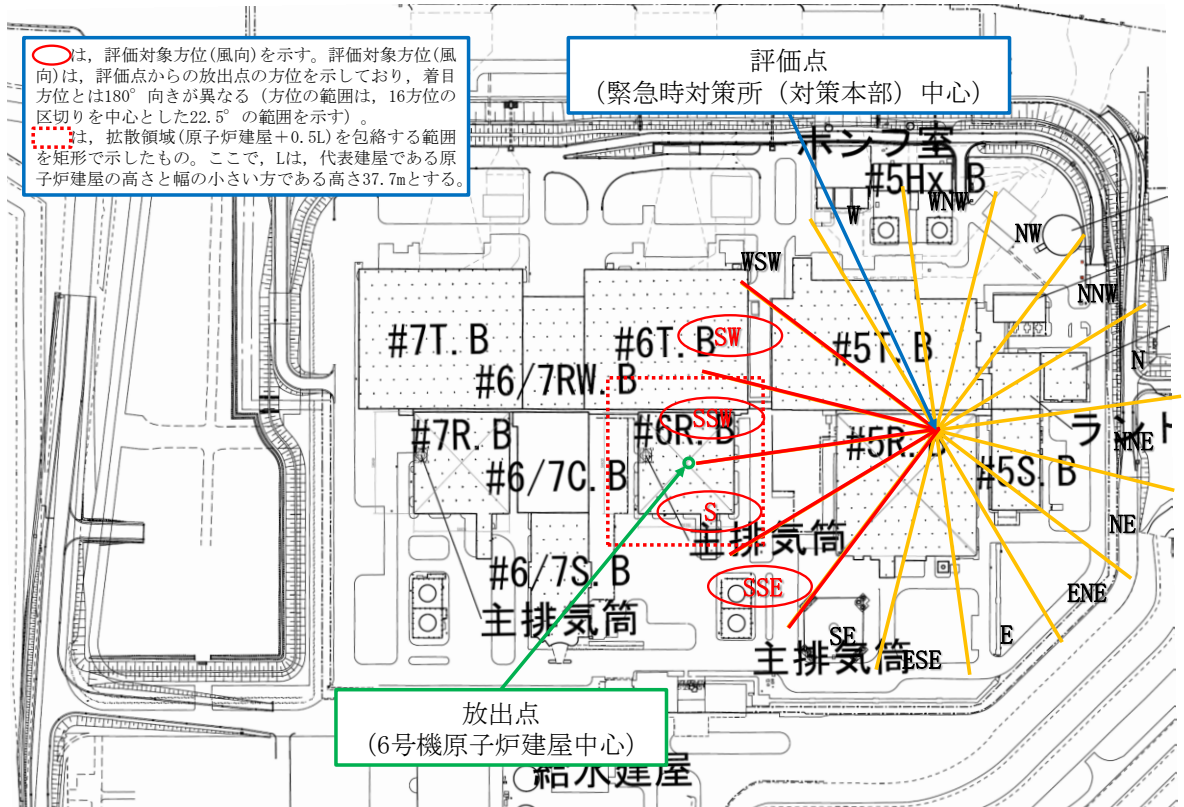 は，評価対象方位(風向)を示す。評価対象方位(風
向)は，評価点からの放出点の方位を示しており，着目
方位とは180°向きが異なる（方位の範囲は，16方位の
区切りを中心とした22.5°の範囲を示す）。
は，拡散領域(原子炉建屋＋0.5L)を包絡する範囲
を矩形で示したもの。ここで，Lは，代表建屋である原
子炉建屋の高さと幅の小さい方である高さ37.7mとする。
評価点
（緊急時対策所（対策本部）中心）
ポンプ室
#5Hx.B
W
WNW
NW
WSW
NNW
#7T.B
#6T.B
SW
#5T.B
N
#6/7RW.B
#7R.B
#6R.B
SSW
#5R.B
ラント
NNE
#6/7C.B
#5S.B
S
NE
主排気筒
#6/7S.B
SSE
ENE
主排気筒
SE
E
主排気筒
ESE
放出点
（6号機原子炉建屋中心）
給水建屋